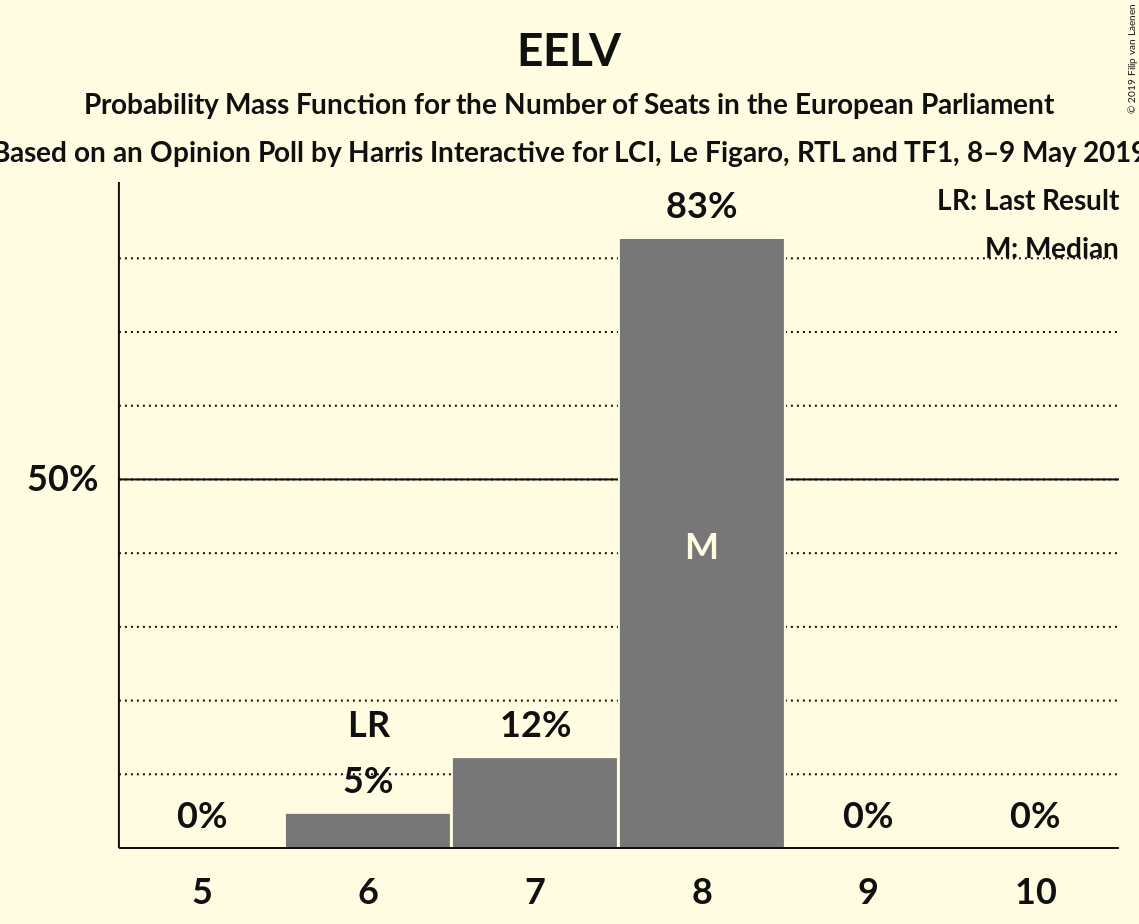 EELV
Probability Mass Function for the Number of Seats in the European Parliament
Based on an Opinion Poll by Harris Interactive for LCI, Le Figaro, RTL and TF1, 8–9 May 2019
© 2019 Filip van Laenen
LR: Last Result
M: Median
83%
50%
M
LR
12%
5%
0%
0%
0%
5
6
7
8
9
10